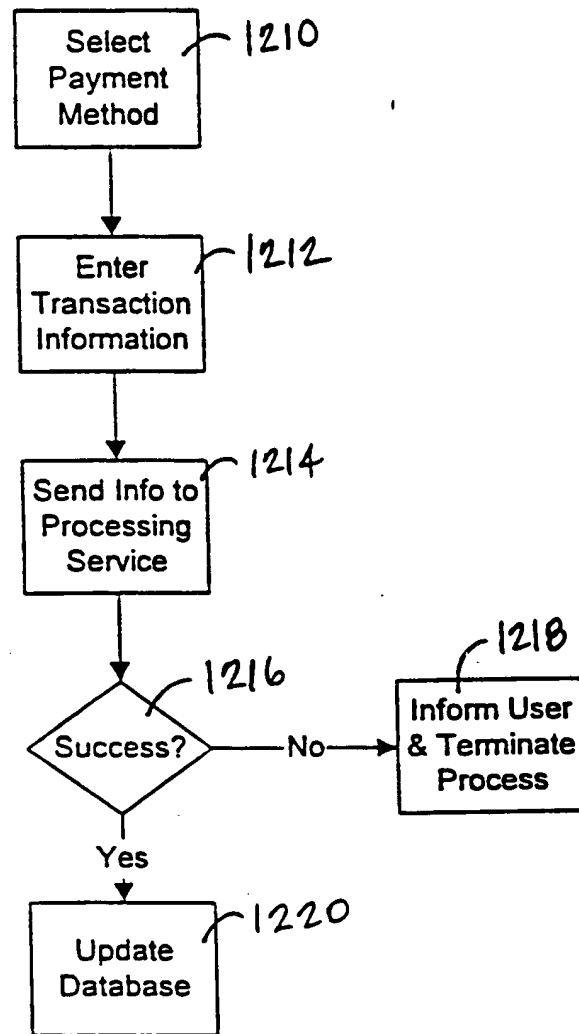 Select
Payment
Method
1210
Enter
Transaction
Information
1212
Send Info to
Processing
Service
1214
Success?
1216
No
Inform User
& Terminate
Process
1218
Yes
Update
Database
1220